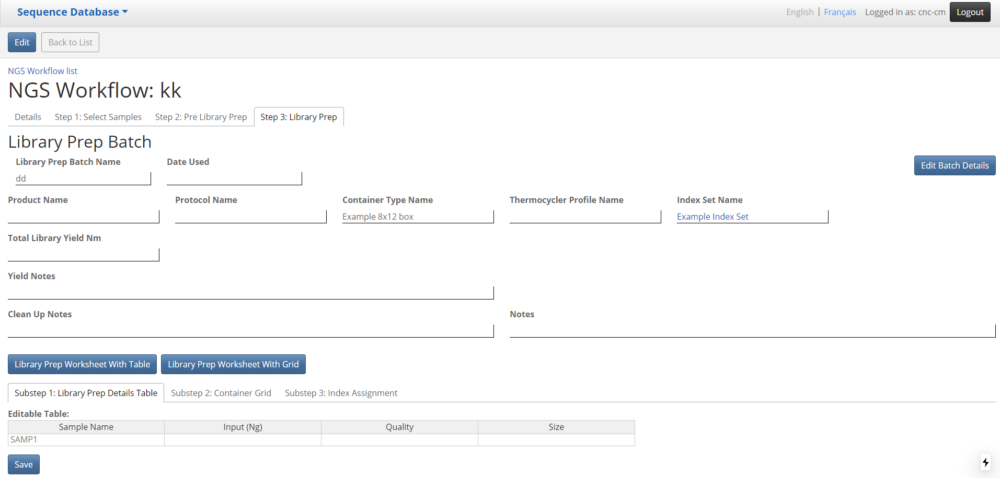 Sequence Database
English | Français Logged in as: cnc-cm Logout
Edit Back to List
NGS Workflow list
NGS Workflow: kk
Details Step 1: Select Samples Step 2: Pre Library Prep Step 3: Library Prep
Library Prep Batch
Library Prep Batch Name Date Used
Edit Batch Details
dd
Product Name Protocol Name Container Type Name Thermocycler Profile Name Index Set Name
Example 8x12 box Example Index Set
Total Library Yield Nm
Yield Notes
Clean Up Notes Notes
Library Prep Worksheet With Table Library Prep Worksheet With Grid
Substep 1: Library Prep Details Table Substep 2: Container Grid Substep 3: Index Assignment
Editable Table:
Sample Name Input (Ng) Quality Size
SAMP1
Save